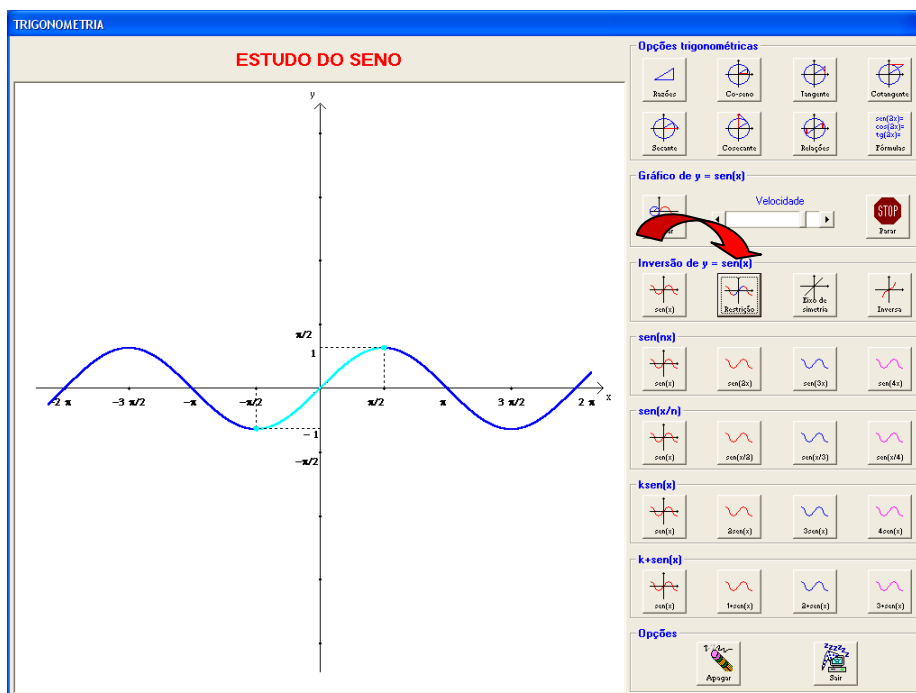 TRIGONOMETRIA
ESTUDO DO SENO
y
π/2
1
-2 π
-3 π/2
-π
-π/2
π/2
π
3 π/2
2 π
x
-1
-π/2
Opções trigonométricas
Razões
Co-seno
Tangente
Cotangente
sen(2x)=
cos(2x)=
tg(2x)=
Secante
Cosecante
Relações
Fórmulas
Gráfico de y = sen(x)
Velocidade
STOP
Parar
Inversão de y = sen(x)
sen(x)
Restrição
Eixo de
simetria
Inversa
sen(nx)
sen(x)
sen(2x)
sen(3x)
sen(4x)
sen(x/n)
sen(x)
sen(x/2)
sen(x/3)
sen(x/4)
ksen(x)
sen(x)
2sen(x)
3sen(x)
4sen(x)
k+sen(x)
sen(x)
1+sen(x)
2+sen(x)
3+sen(x)
Opções
Apagar
zzzzz
Sair